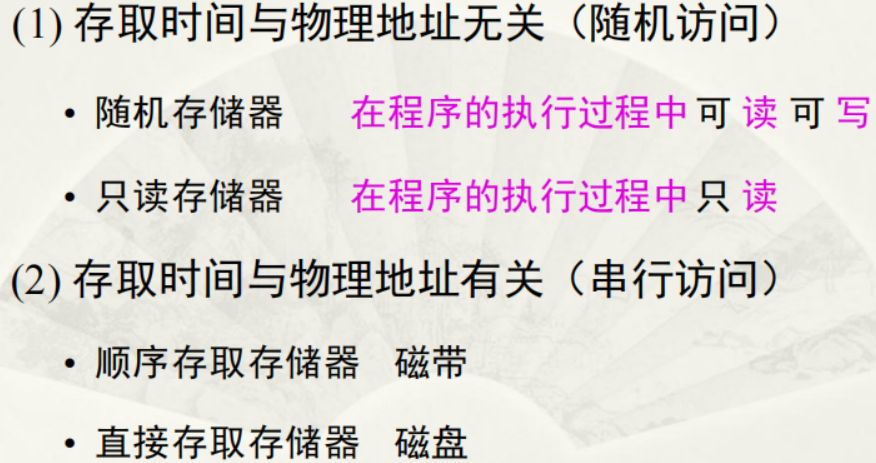 (1) 存取时间与物理地址无关（随机访问）
• 随机存储器 在程序的执行过程中 可 读 可 写
• 只读存储器 在程序的执行过程中 只 读
(2) 存取时间与物理地址有关（串行访问）
• 顺序存取存储器 磁带
• 直接存取存储器 磁盘